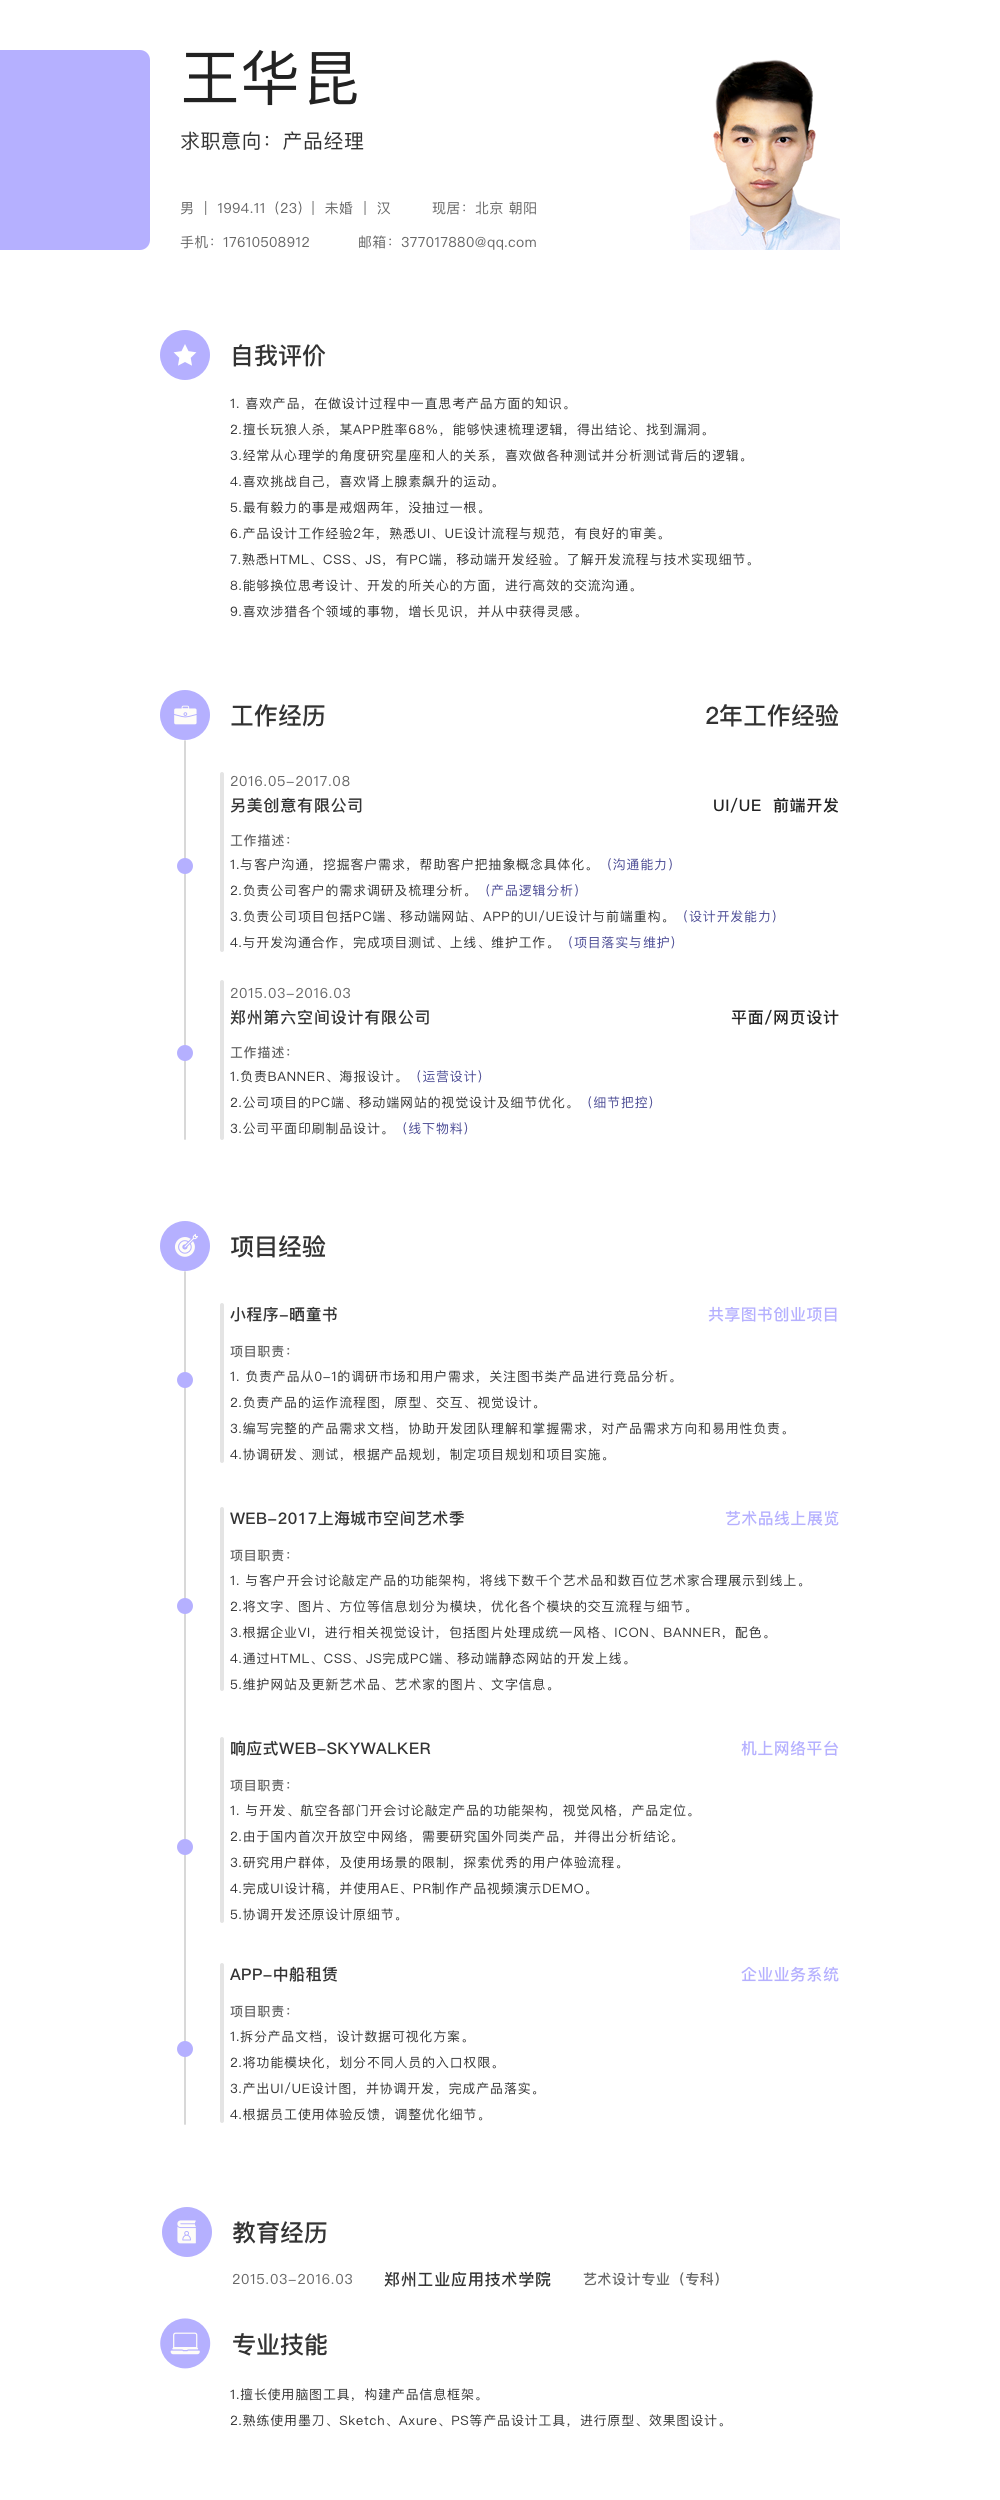 王华昆
求职意向：产品经理
男 | 1994.11（23）| 未婚 | 汉 现居：北京 朝阳
手机：17610508912 邮箱：377017880@qq.com
自我评价
1. 喜欢产品，在做设计过程中一直思考产品方面的知识。
2.擅长玩狼人杀，某APP胜率68%，能够快速梳理逻辑，得出结论、找到漏洞。
3.经常从心理学的角度研究星座和人的关系，喜欢做各种测试并分析测试背后的逻辑。
4.喜欢挑战自己，喜欢肾上腺素飙升的运动。
5.最有毅力的事是戒烟两年，没抽过一根。
6.产品设计工作经验2年，熟悉UI、UE设计流程与规范，有良好的审美。
7.熟悉HTML、CSS、JS，有PC端，移动端开发经验。了解开发流程与技术实现细节。
8.能够换位思考设计、开发的所关心的方面，进行高效的交流沟通。
9.喜欢涉猎各个领域的事物，增长见识，并从中获得灵感。
工作经历 2年工作经验
2016.05-2017.08
另美创意有限公司 UI/UE 前端开发
工作描述：
1.与客户沟通，挖掘客户需求，帮助客户把抽象概念具体化。（沟通能力）
2.负责公司客户的需求调研及梳理分析。（产品逻辑分析）
3.负责公司项目包括PC端、移动端网站、APP的UI/UE设计与前端重构。（设计开发能力）
4.与开发沟通合作，完成项目测试、上线、维护工作。（项目落实与维护）
2015.03-2016.03
郑州第六空间设计有限公司 平面/网页设计
工作描述：
1.负责BANNER、海报设计。（运营设计）
2.公司项目的PC端、移动端网站的视觉设计及细节优化。（细节把控）
3.公司平面印刷制品设计。（线下物料）
项目经验
小程序-晒童书 共享图书创业项目
项目职责：
1. 负责产品从0-1的调研市场和用户需求，关注图书类产品进行竞品分析。
2.负责产品的运作流程图，原型、交互、视觉设计。
3.编写完整的产品需求文档，协助开发团队理解和掌握需求，对产品需求方向和易用性负责。
4.协调研发、测试，根据产品规划，制定项目规划和项目实施。
WEB-2017上海城市空间艺术季 艺术品线上展览
项目职责：
1. 与客户开会讨论敲定产品的功能架构，将线下数千个艺术品和数百位艺术家合理展示到线上。
2.将文字、图片、方位等信息划分为模块，优化各个模块的交互流程与细节。
3.根据企业VI，进行相关视觉设计，包括图片处理成统一风格、ICON、BANNER，配色。
4.通过HTML、CSS、JS完成PC端、移动端静态网站的开发上线。
5.维护网站及更新艺术品、艺术家的图片、文字信息。
响应式WEB-SKYWALKER 机上网络平台
项目职责：
1. 与开发、航空各部门开会讨论敲定产品的功能架构，视觉风格，产品定位。
2.由于国内首次开放空中网络，需要研究国外同类产品，并得出分析结论。
3.研究用户群体，及使用场景的限制，探索优秀的用户体验流程。
4.完成UI设计稿，并使用AE、PR制作产品视频演示DEMO。
5.协调开发还原设计原细节。
APP-中船租赁 企业业务系统
项目职责：
1.拆分产品文档，设计数据可视化方案。
2.将功能模块化，划分不同人员的入口权限。
3.产出UI/UE设计图，并协调开发，完成产品落实。
4.根据员工使用体验反馈，调整优化细节。
教育经历
2015.03-2016.03 郑州工业应用技术学院 艺术设计专业（专科）
专业技能
1.擅长使用脑图工具，构建产品信息框架。
2.熟练使用墨刀、Sketch、Axure、PS等产品设计工具，进行原型、效果图设计。